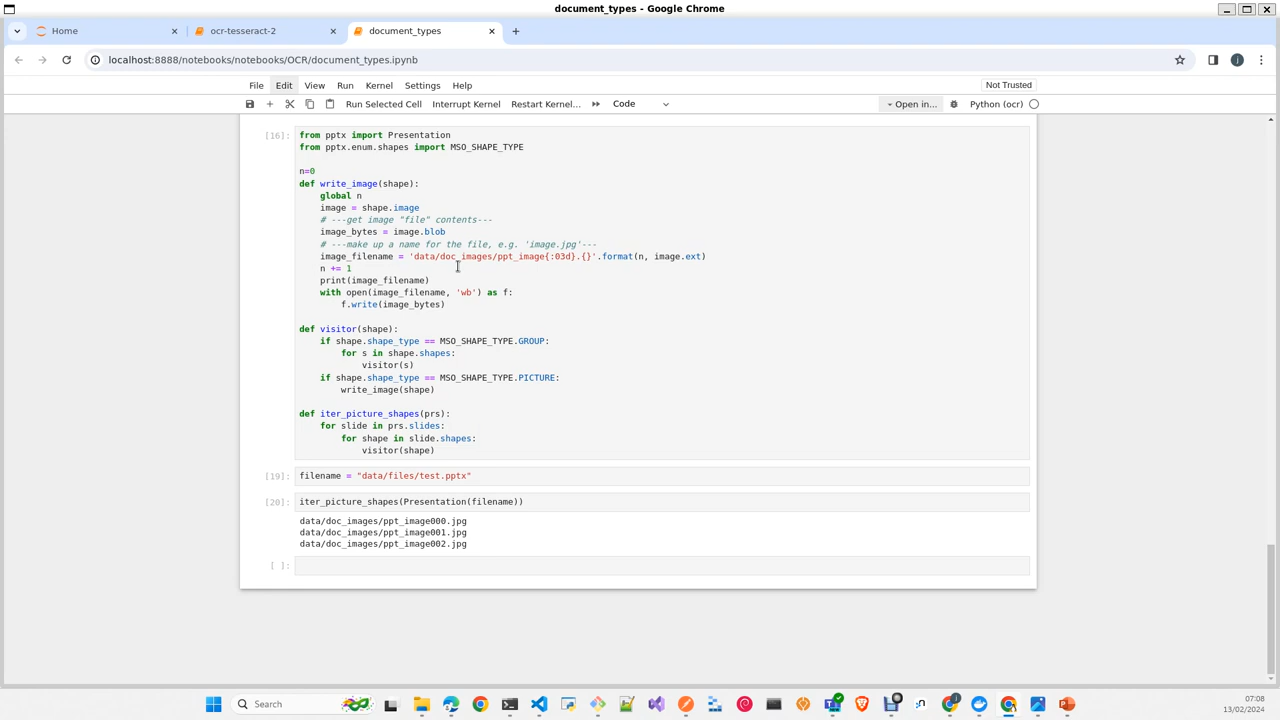 document_types - Google Chrome
Home
ocr-tesseract-2
document_types
localhost:8888/notebooks/notebooks/OCR/document_types.ipynb
File Edit View Run Kernel Settings Help
Not Trusted
Run Selected Cell Interrupt Kernel Restart Kernel... Code
Open in...
Python (ocr)
[16]:
from pptx import Presentation
from pptx.enum.shapes import MSO_SHAPE_TYPE
n=0
def write_image(shape):
    global n
    image = shape.image
    # ---get image "file" contents---
    image_bytes = image.blob
    # ---make up a name for the file, e.g. 'image.jpg'---
    image_filename = 'data/doc_images/ppt_image{:03d}.{}'.format(n, image.ext)
    n += 1
    print(image_filename)
    with open(image_filename, 'wb') as f:
        f.write(image_bytes)
def visitor(shape):
    if shape.shape_type == MSO_SHAPE_TYPE.GROUP:
        for s in shape.shapes:
            visitor(s)
    if shape.shape_type == MSO_SHAPE_TYPE.PICTURE:
        write_image(shape)
def iter_picture_shapes(prs):
    for slide in prs.slides:
        for shape in slide.shapes:
            visitor(shape)
[19]:
filename = "data/files/test.pptx"
[20]:
iter_picture_shapes(Presentation(filename))
data/doc_images/ppt_image000.jpg
data/doc_images/ppt_image001.jpg
data/doc_images/ppt_image002.jpg
[ ]:
Search
07:08
13/02/2024